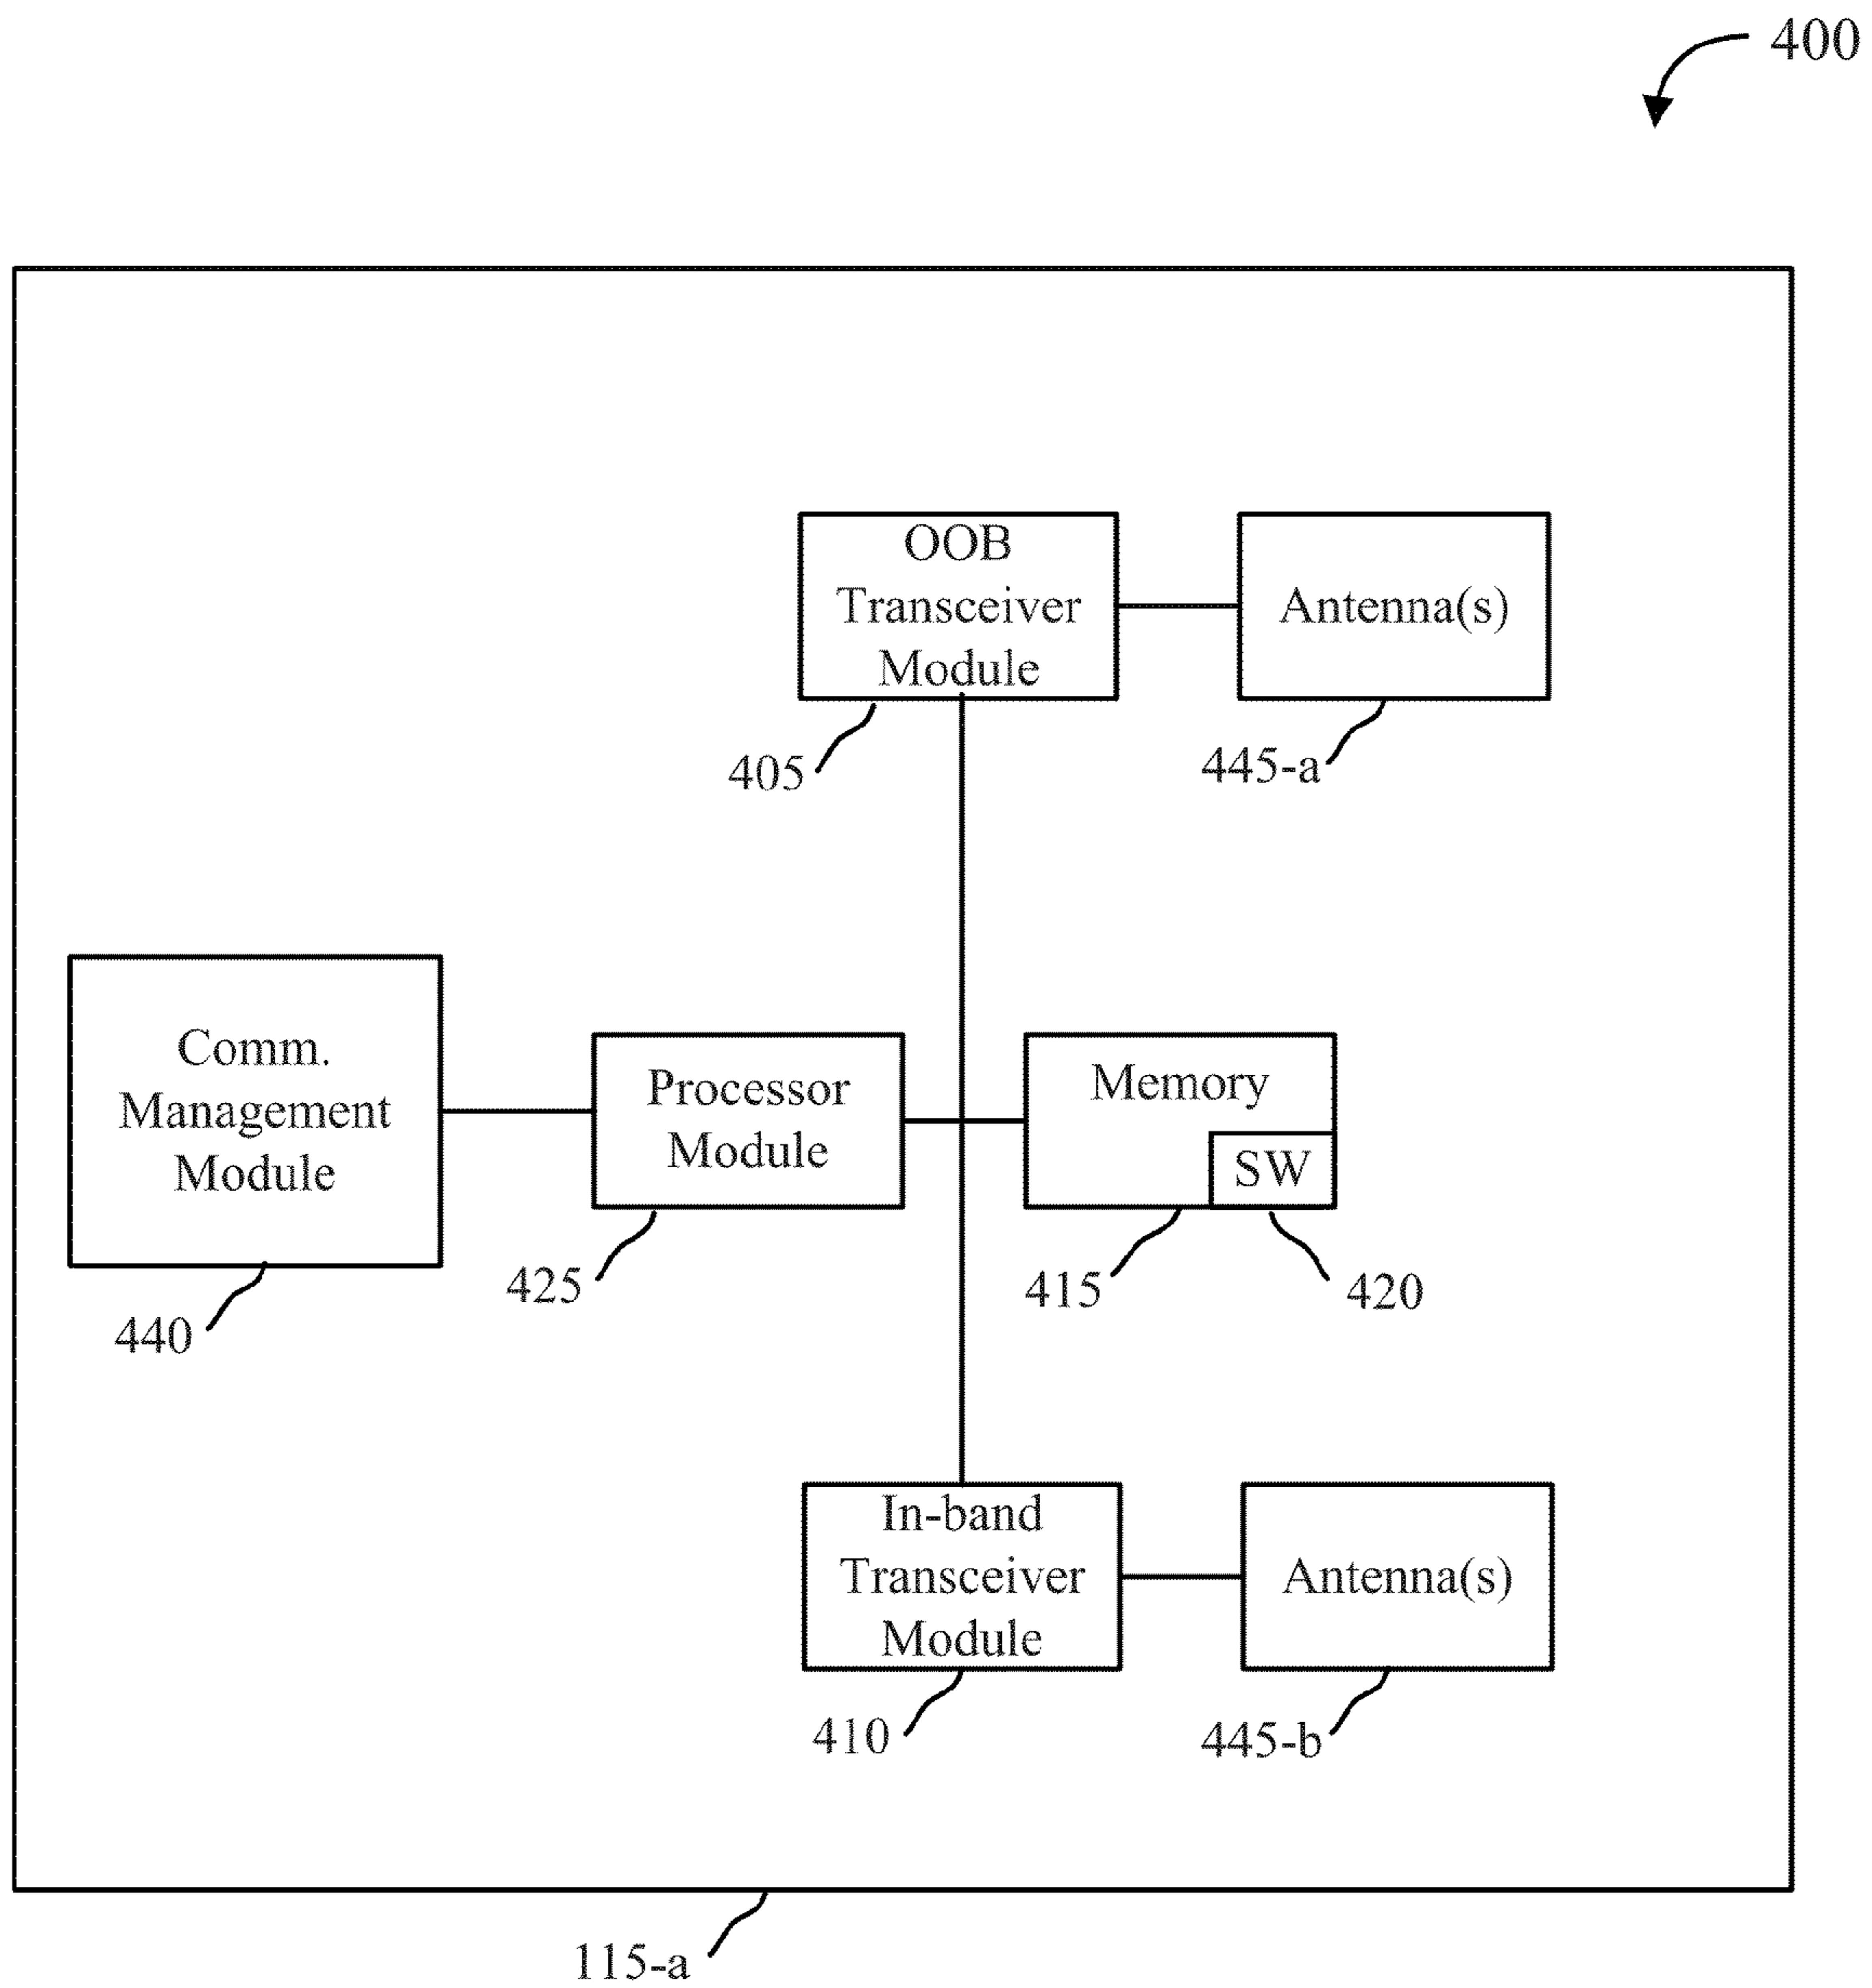 400
OOB
Transceiver
Module
Antenna(s)
405
445-a
Comm.
Management
Module
Processor
Module
Memory
SW
440
425
415
420
In-band
Transceiver
Module
Antenna(s)
410
445-b
115-a